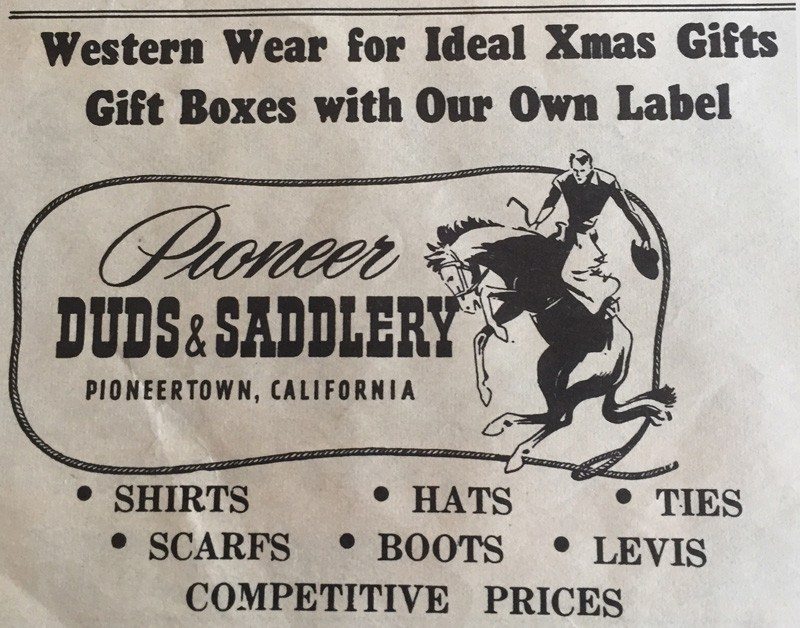 Western Wear for Ideal Xmas Gifts
Gift Boxes with Our Own Label
Pioneer
DUDS & SADDLERY
PIONEERTOWN, CALIFORNIA
• SHIRTS • HATS • TIES
• SCARFS • BOOTS • LEVIS
COMPETITIVE PRICES